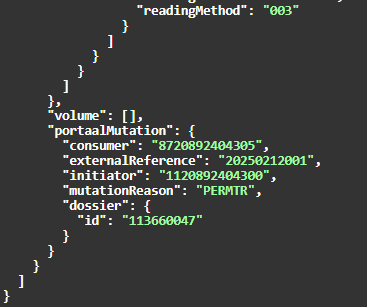 "readingMethod": "003"
}
]
}
}
]
},
"volume": [],
"portaalMutation": {
"consumer": "8720892404305",
"externalReference": "20250212001",
"initiator": "1120892404300",
"mutationReason": "PERMTR",
"dossier": {
"id": "113660047"
}
}
}
]
}